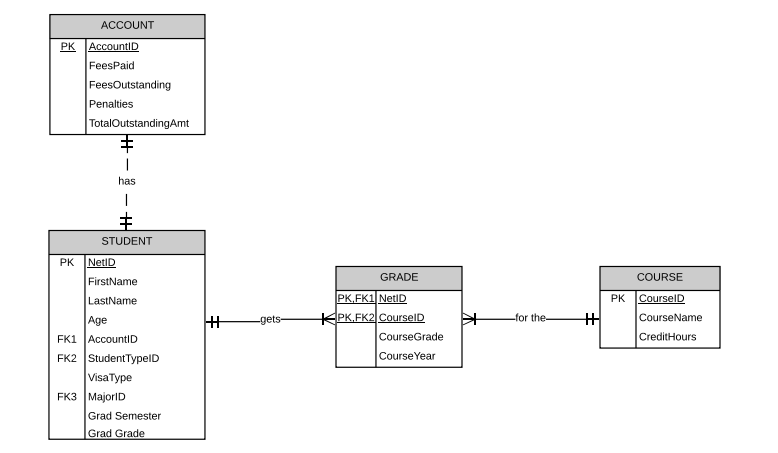 ACCOUNT
PK AccountID
FeesPaid
FeesOutstanding
Penalties
TotalOutstandingAmt
has
STUDENT
PK NetID
FirstName
LastName
Age
FK1 AccountID
FK2 StudentTypeID
VisaType
FK3 MajorID
Grad Semester
Grad Grade
gets
GRADE
PK,FK1 NetID
PK,FK2 CourseID
CourseGrade
CourseYear
for the
COURSE
PK CourseID
CourseName
CreditHours